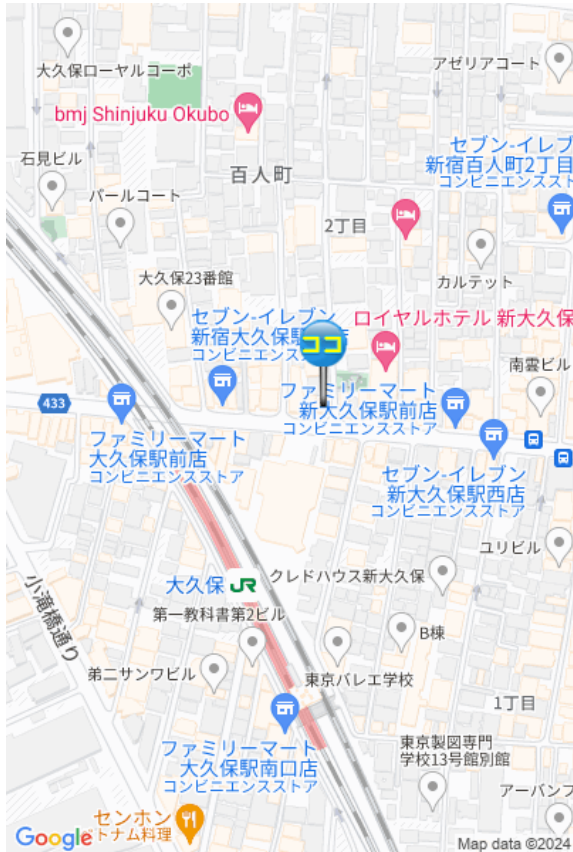 大久保ローヤルコーポ
アゼリアコート
bmj Shinjuku Okubo
セブン-イレブ
新宿百人町2丁目
コンビニエンススト
石見ビル
百人町
パールコート
2丁目
カルテット
大久保23番館
セブン-イレブン
新宿大久保駅 店
コンビニエンスス
ココ
ロイヤルホテル 新大久保
南雲ビル
433
ファミリーマート
新大久保駅前店
コンビニエンスストア
ファミリーマート
大久保駅前店
コンビニエンスストア
セブン-イレブン
新大久保駅西店
コンビニエンスストア
ユリビル
大久保 JR
クレドハウス新大久保
小滝橋通り
第一教科書第2ビル
B棟
弟二サンワビル
東京バレエ学校
1丁目
ファミリーマート
大久保駅南口店
コンビニエンスストア
東京製図専門
学校13号館別館
アーバンフ
センホン
トナム料理
Google
Map data ©2024